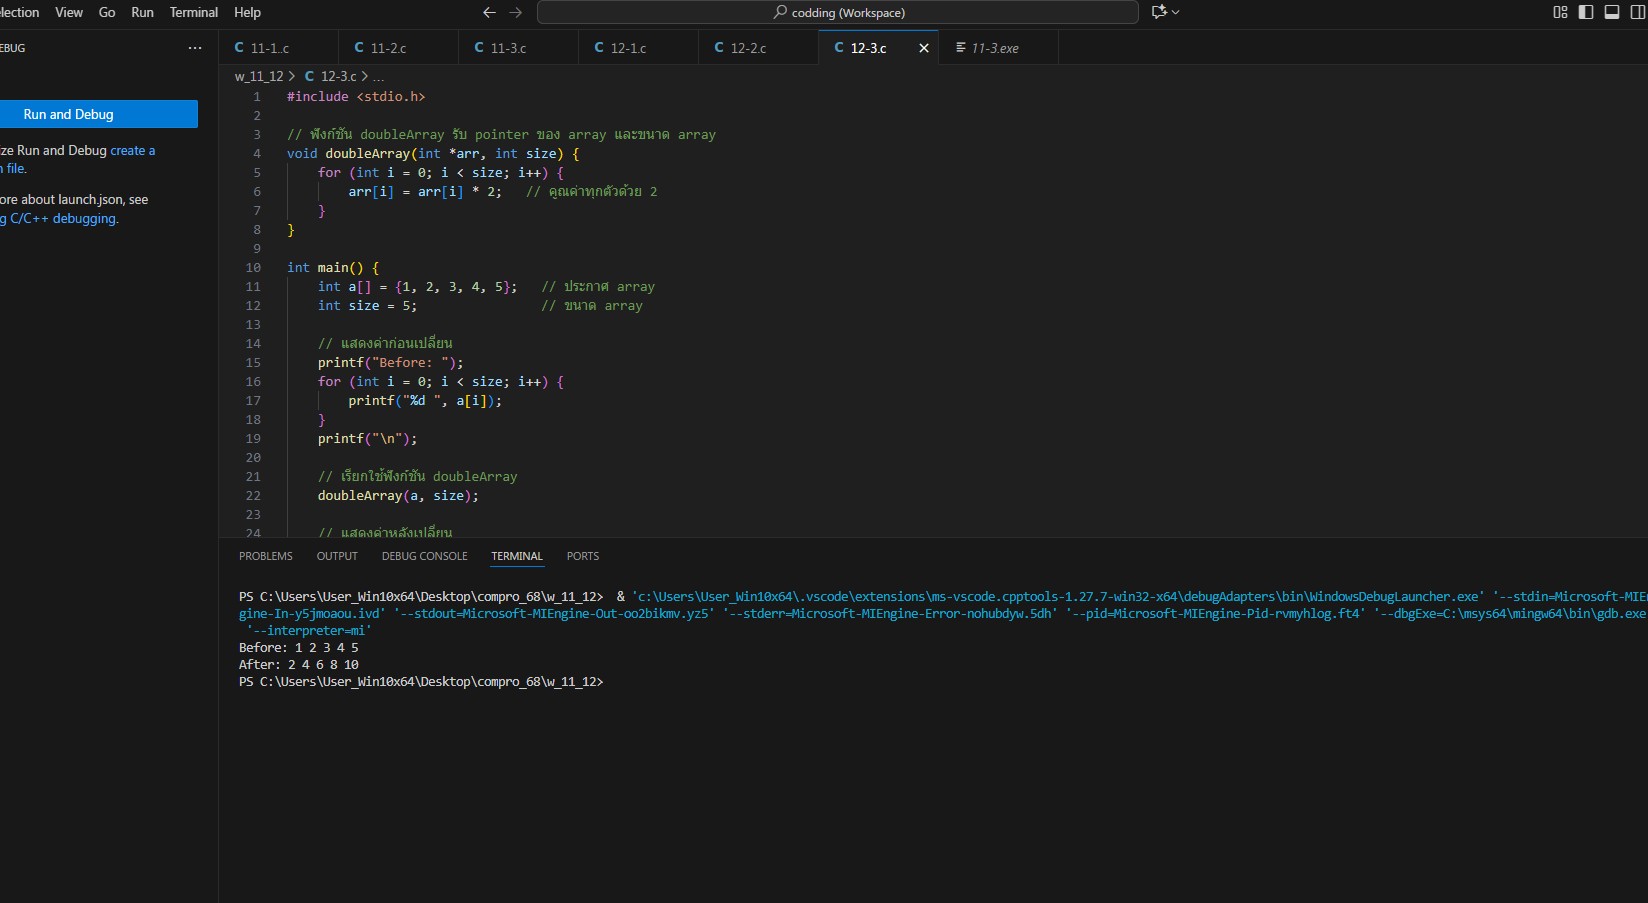 election View Go Run Terminal Help
codding (Workspace)
EBUG ...
Run and Debug
ze Run and Debug create a
n file.
ore about launch.json, see
g C/C++ debugging.
C 11-1..c C 11-2.c C 11-3.c C 12-1.c C 12-2.c C 12-3.c 11-3.exe
w_11_12 > C 12-3.c > ...
1 #include <stdio.h>
2
3 // ฟังก์ชัน doubleArray รับ pointer ของ array และขนาด array
4 void doubleArray(int *arr, int size) {
5 for (int i = 0; i < size; i++) {
6 arr[i] = arr[i] * 2; // คูณค่าทุกตัวด้วย 2
7 }
8 }
9
10 int main() {
11 int a[] = {1, 2, 3, 4, 5}; // ประกาศ array
12 int size = 5; // ขนาด array
13
14 // แสดงค่าก่อนเปลี่ยน
15 printf("Before: ");
16 for (int i = 0; i < size; i++) {
17 printf("%d ", a[i]);
18 }
19 printf("\n");
20
21 // เรียกใช้ฟังก์ชัน doubleArray
22 doubleArray(a, size);
23
24 // แสดงค่าหลังเปลี่ยน
PROBLEMS OUTPUT DEBUG CONSOLE TERMINAL PORTS
PS C:\Users\User_Win10x64\Desktop\compro_68\w_11_12> & 'c:\Users\User_Win10x64\.vscode\extensions\ms-vscode.cpptools-1.27.7-win32-x64\debugAdapters\bin\WindowsDebugLauncher.exe' '--stdin=Microsoft-MIEn
gine-In-y5jmoaou.ivd' '--stdout=Microsoft-MIEngine-Out-oo2bikmv.yz5' '--stderr=Microsoft-MIEngine-Error-nohubdyw.5dh' '--pid=Microsoft-MIEngine-Pid-rvmyhlog.ft4' '--dbgExe=C:\msys64\mingw64\bin\gdb.exe
'--interpreter=mi'
Before: 1 2 3 4 5
After: 2 4 6 8 10
PS C:\Users\User_Win10x64\Desktop\compro_68\w_11_12>